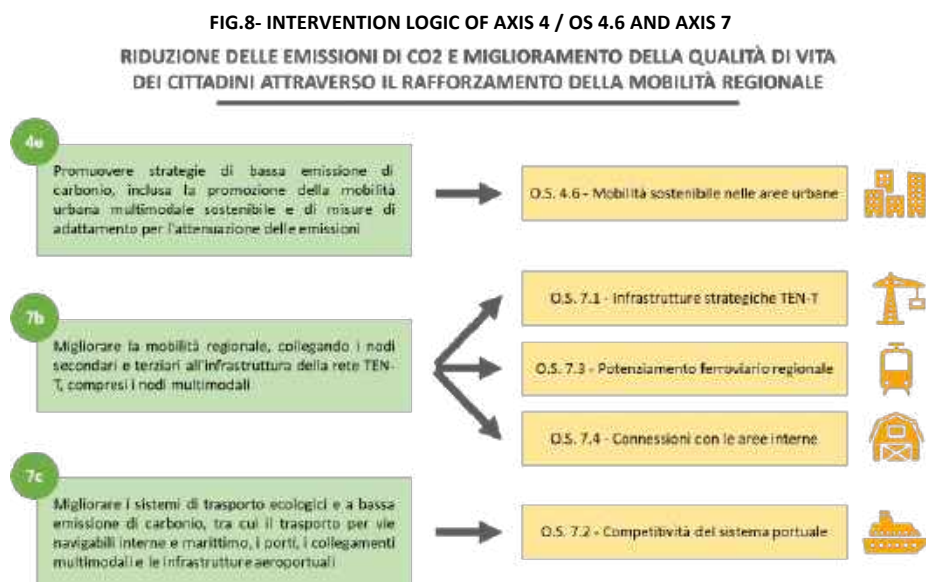 FIG.8- INTERVENTION LOGIC OF AXIS 4 / OS 4.6 AND AXIS 7
RIDUZIONE DELLE EMISSIONI DI CO2 E MIGLIORAMENTO DELLA QUALITÀ DI VITA
DEI CITTADINI ATTRAVERSO IL RAFFORZAMENTO DELLA MOBILITÀ REGIONALE
4e
Promuovere strategie di bassa emissione di
carbonio, inclusa la promozione della mobilità
urbana multimodale sostenibile e di misure di
adattamento per l'attenuazione delle emissioni
O.S. 4.6 - Mobilità sostenibile nelle aree urbane
7b
Migliorare la mobilità regionale, collegando i nodi
secondari e terziari all'infrastruttura della rete TEN-
T, compresi i nodi multimodali
O.S. 7.1 - Infrastrutture strategiche TEN-T
O.S. 7.3 - Potenziamento ferroviario regionale
O.S. 7.4 - Connessioni con le aree interne
7c
Migliorare i sistemi di trasporto ecologici e a bassa
emissione di carbonio, tra cui il trasporto per vie
navigabili interne e marittimo, i porti, i collegamenti
multimodali e le infrastrutture aeroportuali
O.S. 7.2 - Competitività del sistema portuale